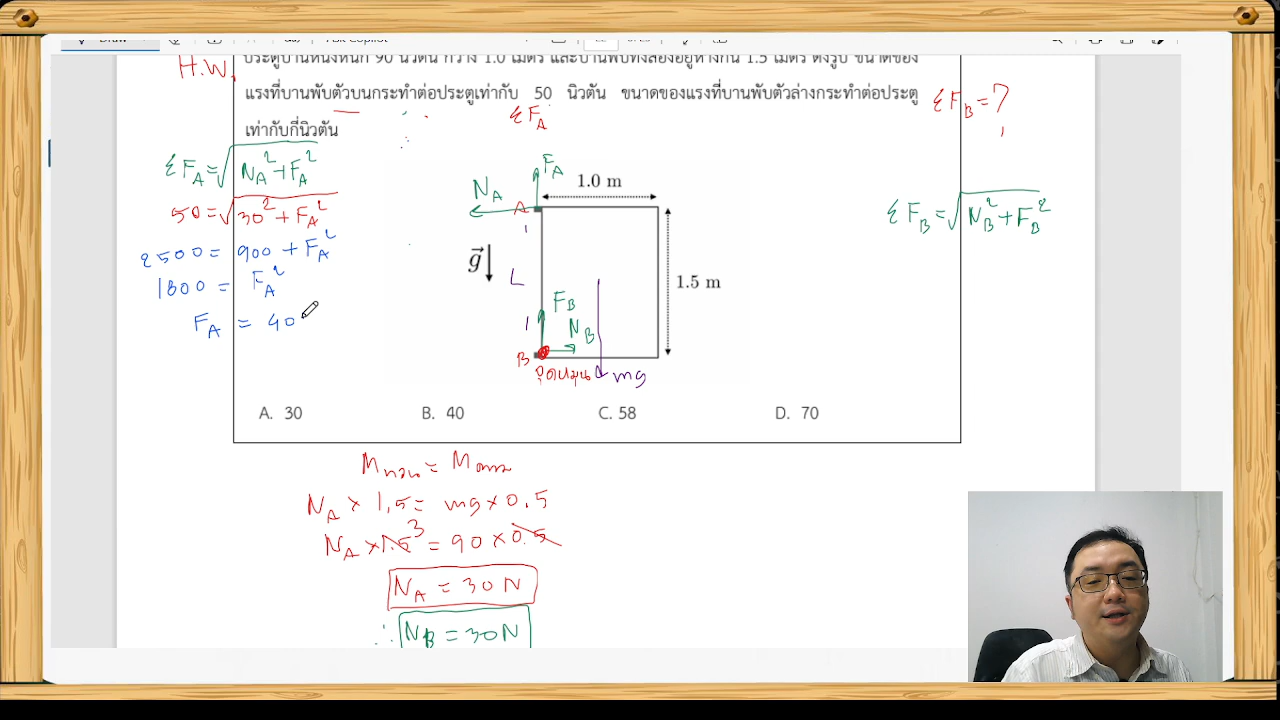 H.W.
ประตูบานหนึ่งหนัก 90 นิวตัน กว้าง 1.0 เมตร และบานพับทั้งสองอยู่ห่างกัน 1.5 เมตร ดังรูป ขนาดของ
แรงที่บานพับตัวบนกระทำต่อประตูเท่ากับ 50 นิวตัน ขนาดของแรงที่บานพับตัวล่างกระทำต่อประตู
เท่ากับกี่นิวตัน
ΣF_A
ΣF_B = ?
ΣF_A = √(N_A² + F_A²)
50 = √(30² + F_A²)
2500 = 900 + F_A²
1800 = F_A²
F_A = 40
ΣF_B = √(N_B² + F_B²)
F_A
N_A
1.0 m
A
g
L
1.5 m
F_B
N_B
B
จุดหมุน
mg
A. 30
B. 40
C. 58
D. 70
M = M
N_A × 1.5 = mg × 0.5
N_A × 1.5 3 = 90 × 0.5
N_A = 30 N
∴ N_B = 30 N